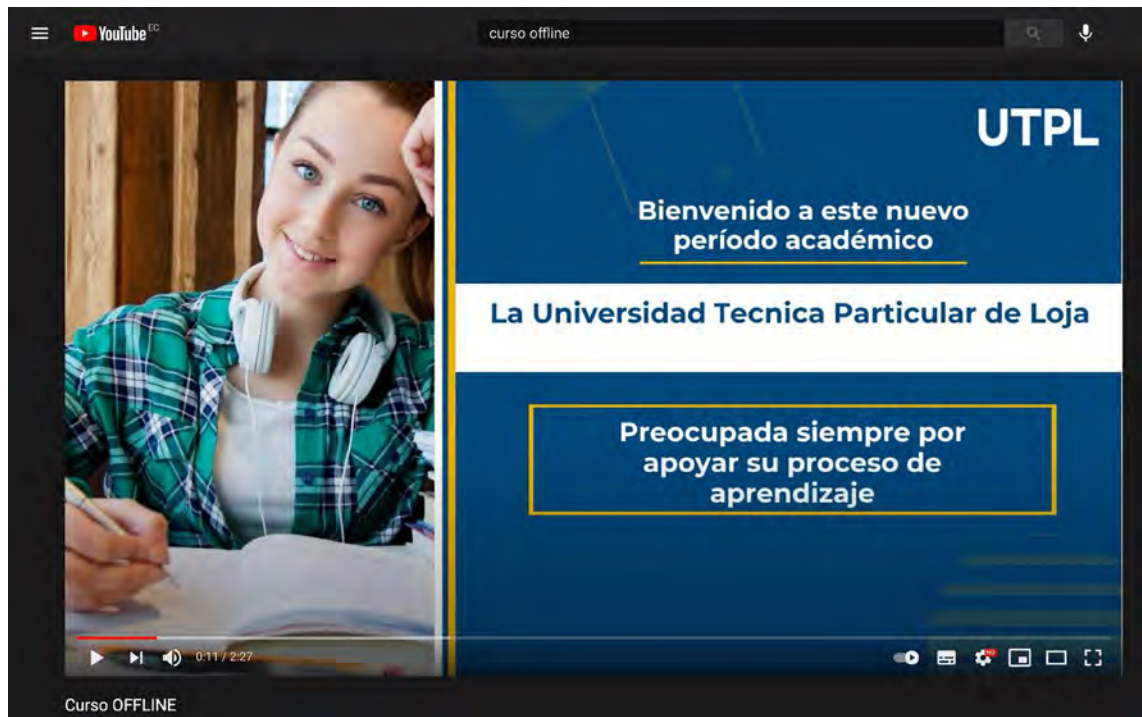 YouTube EC
curso offline
UTPL
Bienvenido a este nuevo
período académico
La Universidad Tecnica Particular de Loja
Preocupada siempre por
apoyar su proceso de
aprendizaje
0:11 / 2:27
HD
Curso OFFLINE